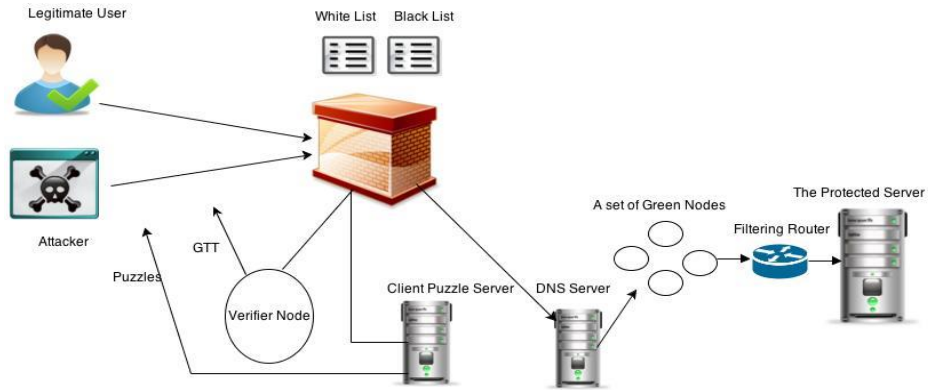 Legitimate User
White List
Black List
Attacker
GTT
Puzzles
Verifier Node
Client Puzzle Server
DNS Server
A set of Green Nodes
Filtering Router
The Protected Server